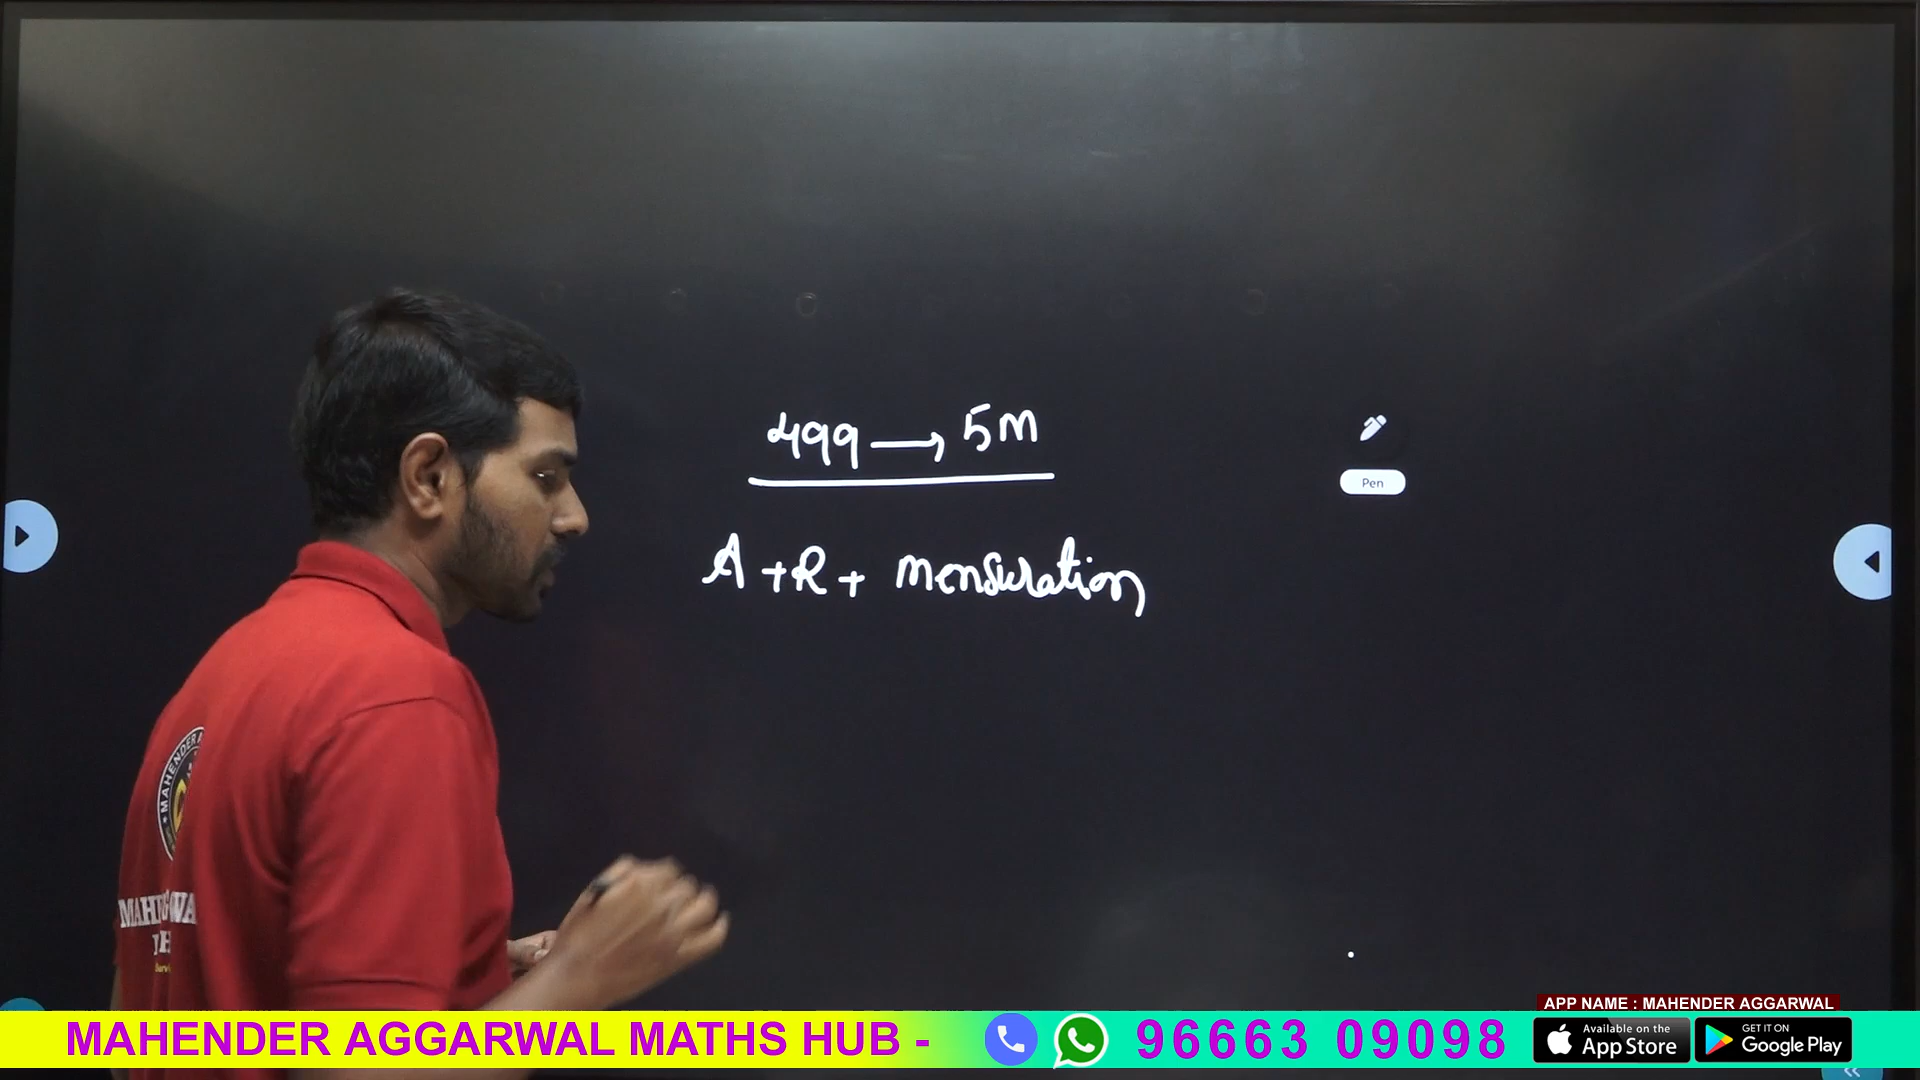 499 → 5M
A + R + mensuration
Pen
MAHENDER A
APP NAME : MAHENDER AGGARWAL
MAHENDER AGGARWAL MATHS HUB - 96663 09098
Available on the App Store
GET IT ON Google Play